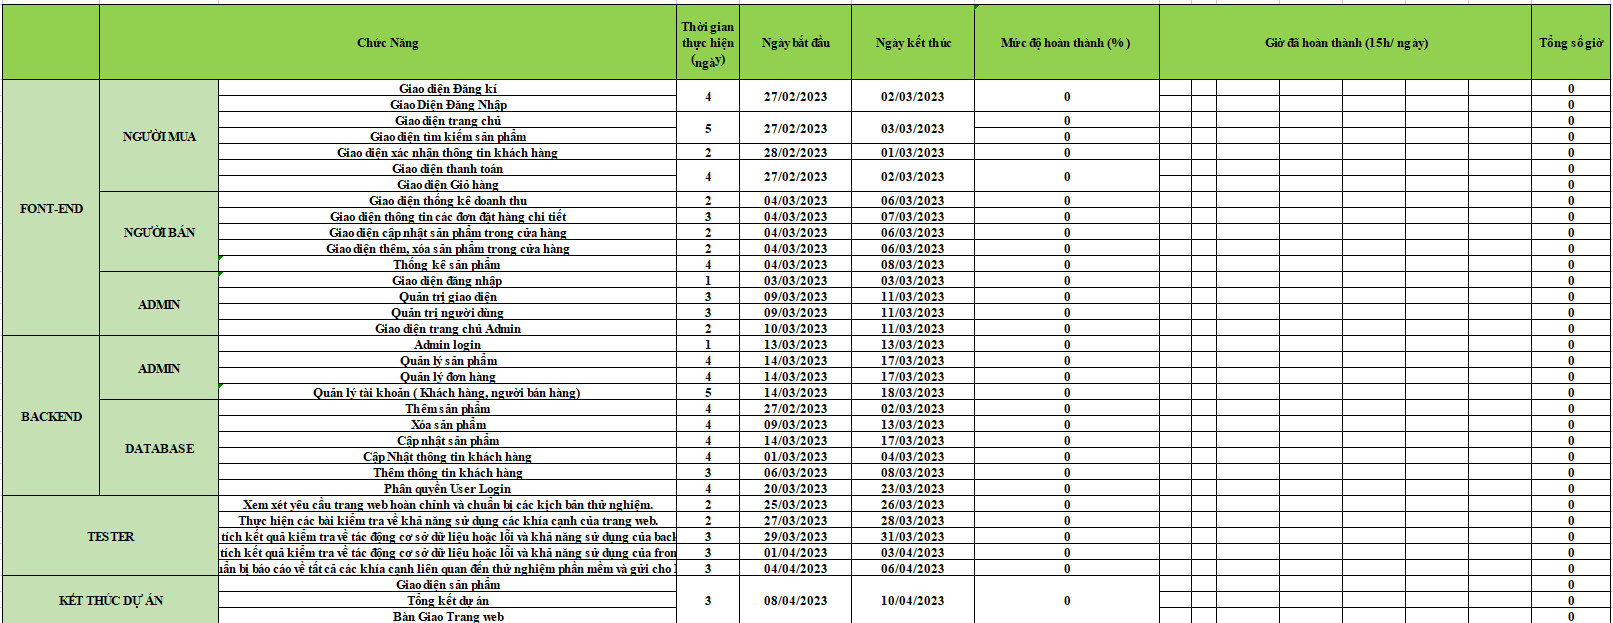 Chức Năng Thời gian thực hiện (ngày) Ngày bắt đầu Ngày kết thúc Mức độ hoàn thành (%) Giờ đã hoàn thành (15h/ ngày) Tổng số giờ
FONT-END NGƯỜI MUA Giao diện Đăng kí 4 27/02/2023 02/03/2023 0 0
Giao Diện Đăng Nhập 0
Giao diện trang chủ 5 27/02/2023 03/03/2023 0 0
Giao diện tìm kiếm sản phẩm 0 0
Giao diện xác nhận thông tin khách hàng 2 28/02/2023 01/03/2023 0 0
Giao diện thanh toán 4 27/02/2023 02/03/2023 0 0
Giao diện Giỏ hàng 0
NGƯỜI BÁN Giao diện thống kê doanh thu 2 04/03/2023 06/03/2023 0 0
Giao diện thông tin các đơn đặt hàng chi tiết 3 04/03/2023 07/03/2023 0 0
Giao diện cập nhật sản phẩm trong cửa hàng 2 04/03/2023 06/03/2023 0 0
Giao diện thêm, xóa sản phẩm trong cửa hàng 2 04/03/2023 06/03/2023 0 0
Thống kê sản phẩm 4 04/03/2023 08/03/2023 0 0
ADMIN Giao diện đăng nhập 1 03/03/2023 03/03/2023 0 0
Quản trị giao diện 3 09/03/2023 11/03/2023 0 0
Quản trị người dùng 3 09/03/2023 11/03/2023 0 0
Giao diện trang chủ Admin 2 10/03/2023 11/03/2023 0 0
BACKEND ADMIN Admin login 1 13/03/2023 13/03/2023 0 0
Quản lý sản phẩm 4 14/03/2023 17/03/2023 0 0
Quản lý đơn hàng 4 14/03/2023 17/03/2023 0 0
Quản lý tài khoản ( Khách hàng, người bán hàng) 5 14/03/2023 18/03/2023 0 0
DATABASE Thêm sản phẩm 4 27/02/2023 02/03/2023 0 0
Xóa sản phẩm 4 09/03/2023 13/03/2023 0 0
Cập nhật sản phẩm 4 14/03/2023 17/03/2023 0 0
Cập Nhật thông tin khách hàng 4 01/03/2023 04/03/2023 0 0
Thêm thông tin khách hàng 3 06/03/2023 08/03/2023 0 0
Phân quyền User Login 4 20/03/2023 23/03/2023 0 0
TESTER Xem xét yêu cầu trang web hoàn chỉnh và chuẩn bị các kịch bản thử nghiệm. 2 25/03/2023 26/03/2023 0 0
Thực hiện các bài kiểm tra về khả năng sử dụng các khía cạnh của trang web. 2 27/03/2023 28/03/2023 0 0
tích kết quả kiểm tra về tác động cơ sở dữ liệu hoặc lỗi và khả năng sử dụng của back 3 29/03/2023 31/03/2023 0 0
tích kết quả kiểm tra về tác động cơ sở dữ liệu hoặc lỗi và khả năng sử dụng của fron 3 01/04/2023 03/04/2023 0 0
bị báo cáo về tất cả các khía cạnh liên quan đến thử nghiệm phần mềm và gửi cho 3 04/04/2023 06/04/2023 0 0
KẾT THÚC DỰ ÁN Giao diện sản phẩm 3 08/04/2023 10/04/2023 0 0
Tổng kết dự án 0
Bàn Giao Trang web 0